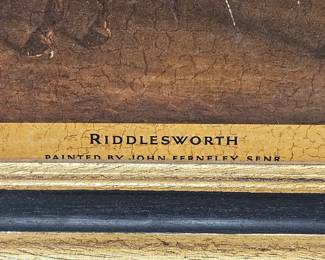 RIDDLESWORTH
PAINTED BY JOHN FERNELEY SENR